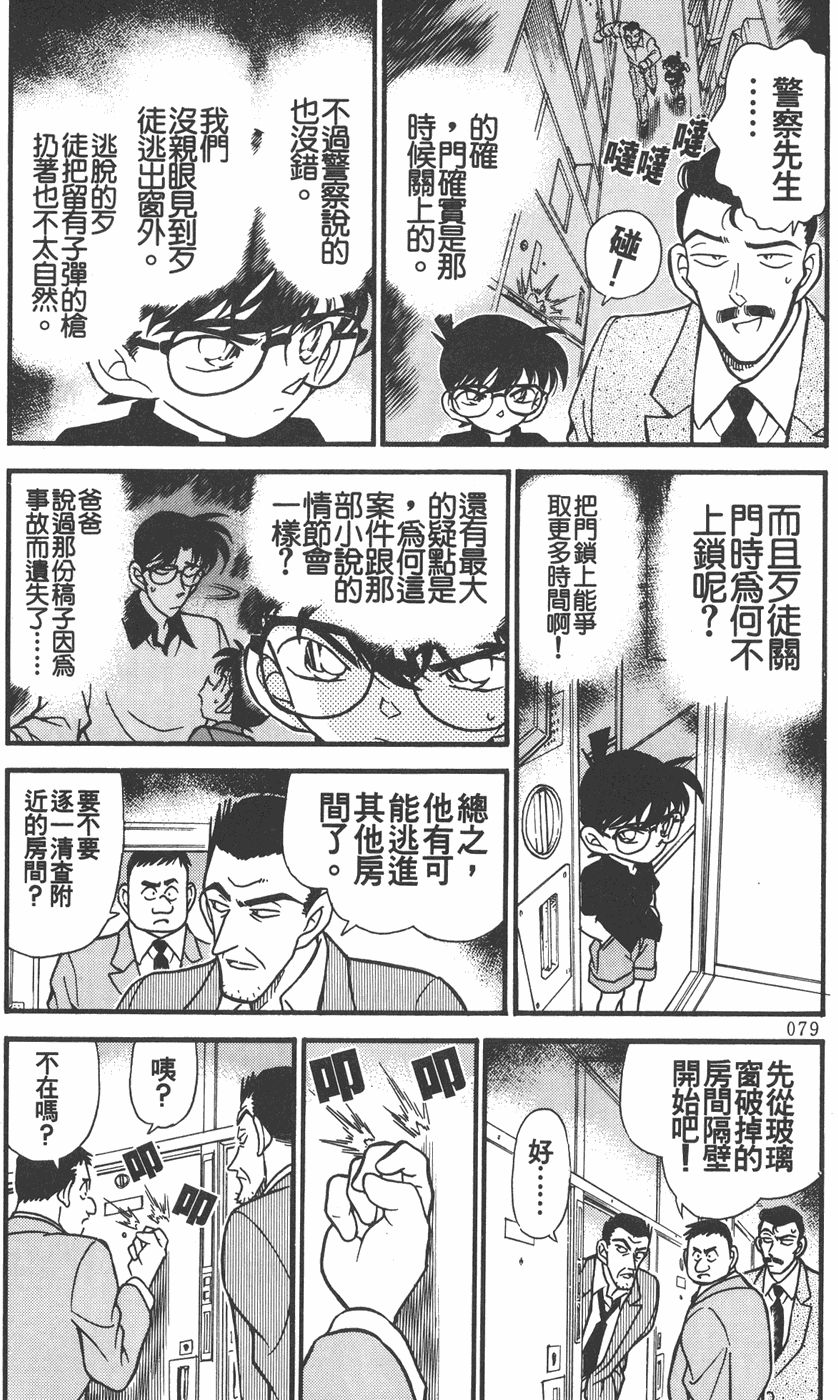 警察先生
……
噠
噠
噠
碰！
的確
，門確實是那
時候關上的。
不過警察說的
也沒錯。
我們
沒親眼見到歹
徒逃出窗外。
逃脫的歹
徒把留有子彈的槍
扔著也不太自然。
而且歹徒關
門時為何不
上鎖呢？
把門鎖上能爭
取更多時間啊！
還有最大
的疑點是
，為何這
案件跟那
部小說的
情節會
一樣？
爸爸
說過那份稿子因為
事故而遺失了……
總之，
他有可
能逃進
其他房
間了。
要不要
逐一清查附
近的房間？
079
先從玻璃
窗破掉的
房間隔壁
開始吧！
好……
叩
叩
咦？
叩
叩
不在嗎？